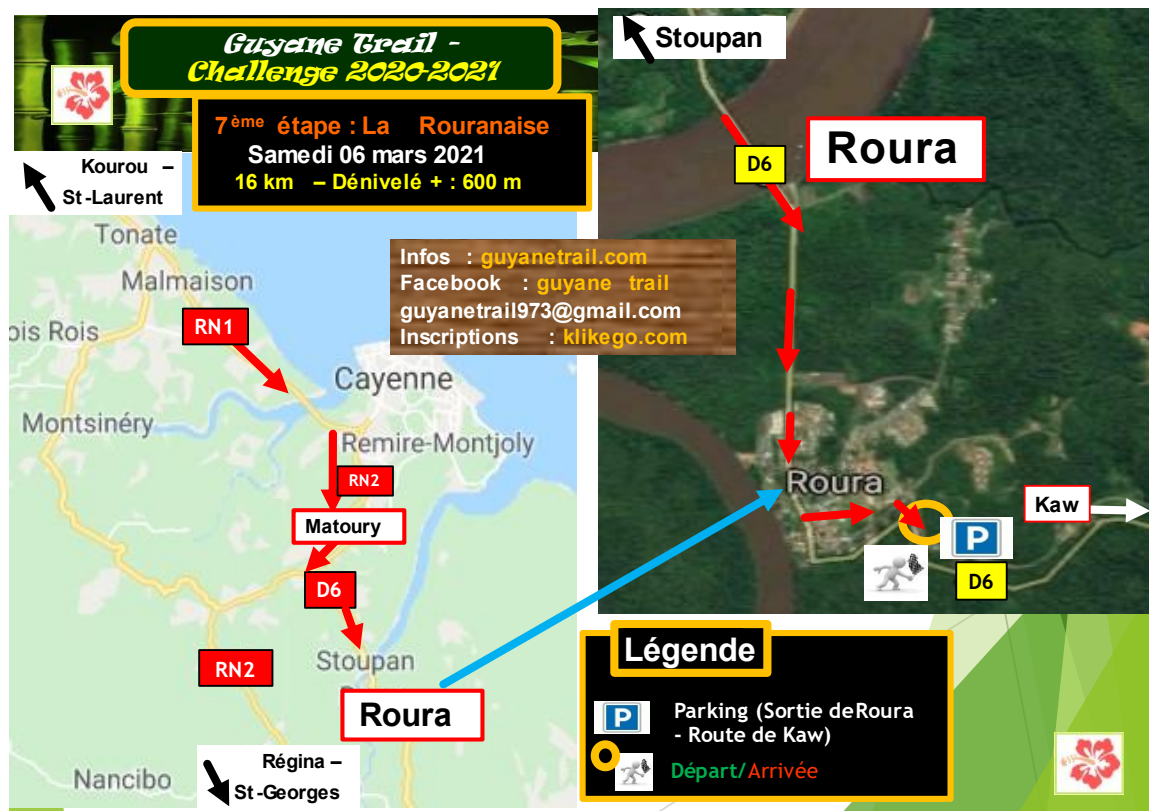 Guyane Trail -
Challenge 2020-2021
7ème étape : La Rouranaise
Samedi 06 mars 2021
16 km – Dénivelé + : 600 m
Kourou –
St-Laurent
Tonate
Malmaison
RN1
ois Rois
Cayenne
Montsinéry
Remire-Montjoly
RN2
Matoury
D6
Stoupan
RN2
Roura
Nancibo
Régina –
St-Georges
Infos : guyanetrail.com
Facebook : guyane trail
guyanetrail973@gmail.com
Inscriptions : klikego.com
Stoupan
D6
Roura
Roura
Kaw
P
D6
Légende
P
Parking (Sortie deRoura
- Route de Kaw)
Départ/Arrivée